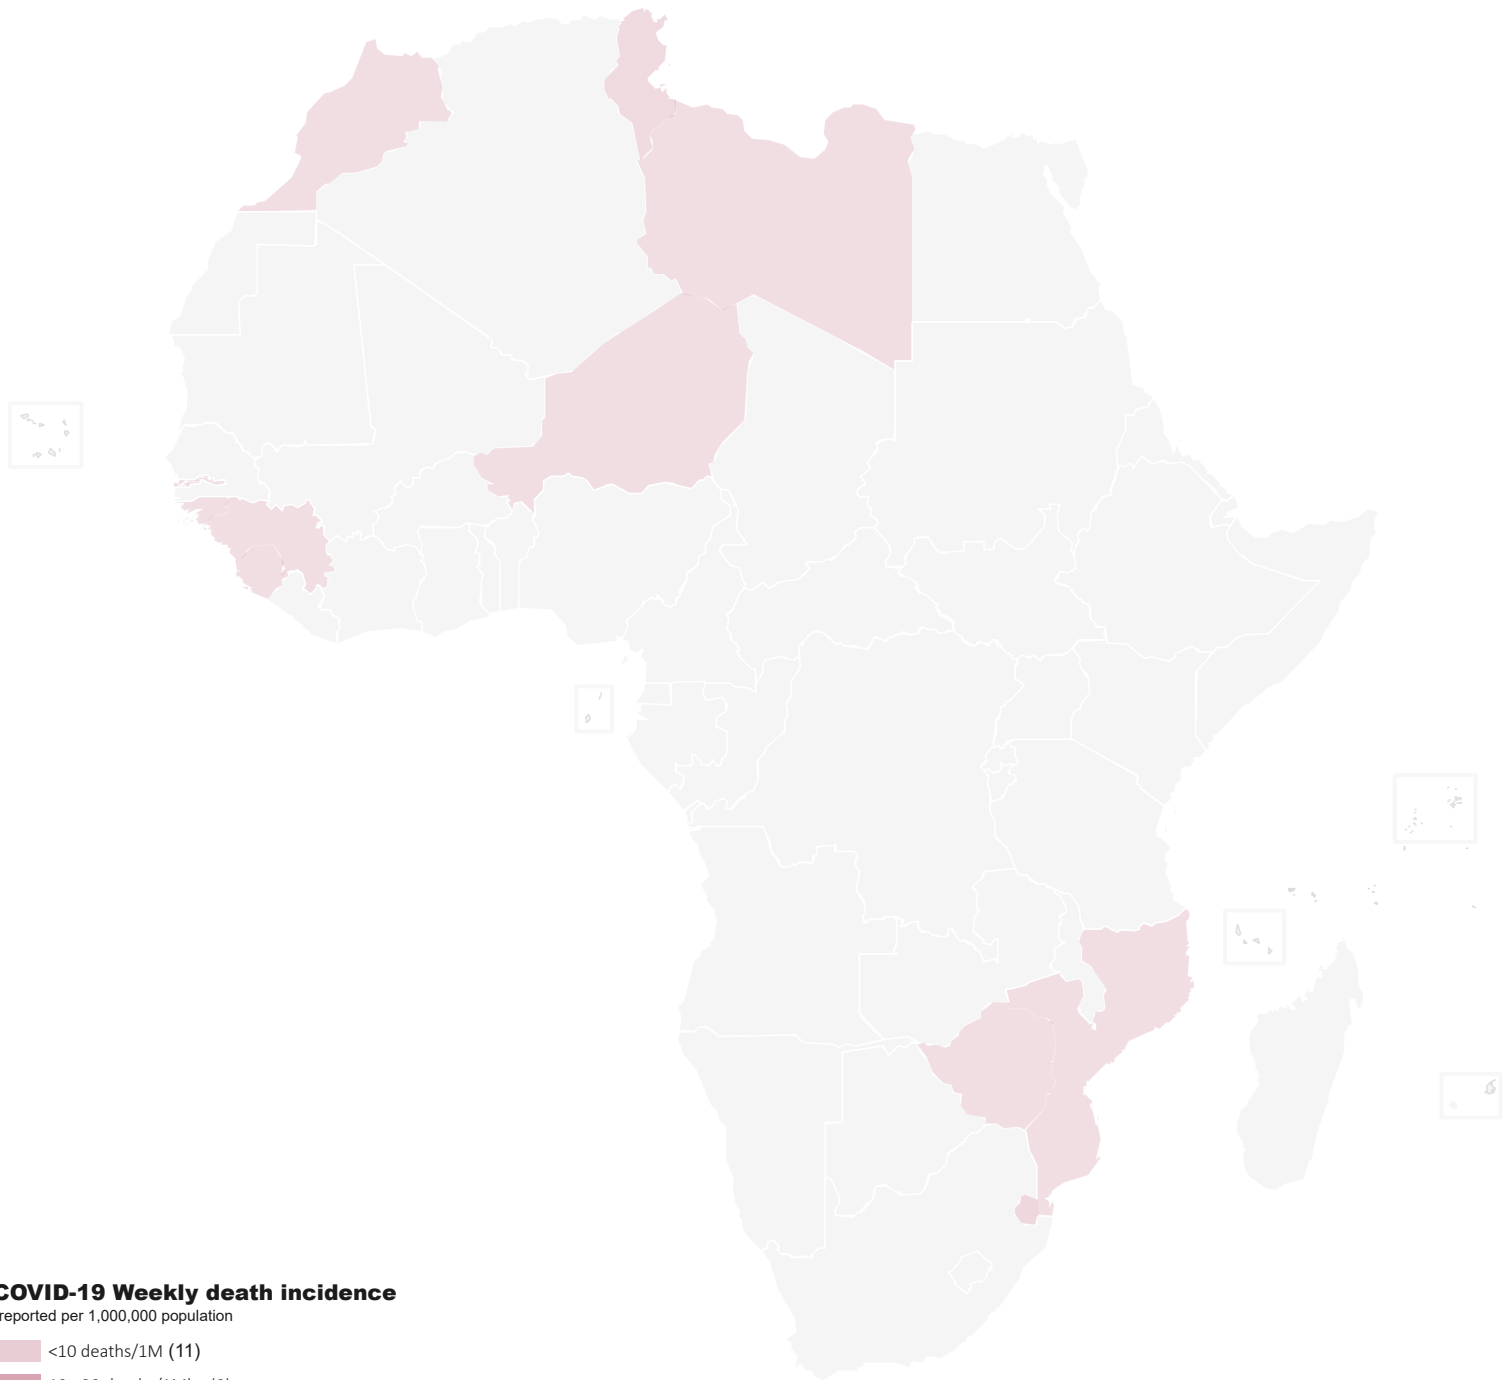 COVID-19 Weekly death incidence
reported per 1,000,000 population
<10 deaths/1M (11)